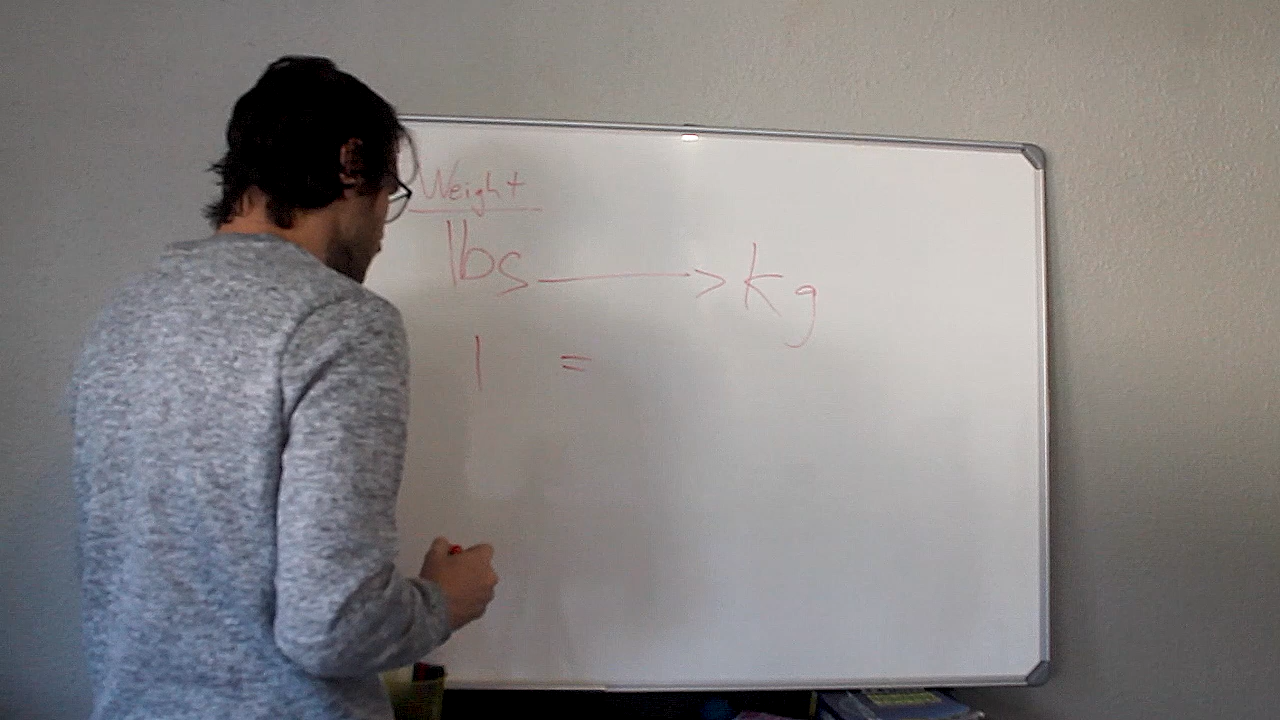 Weight
lbs → kg
1 =